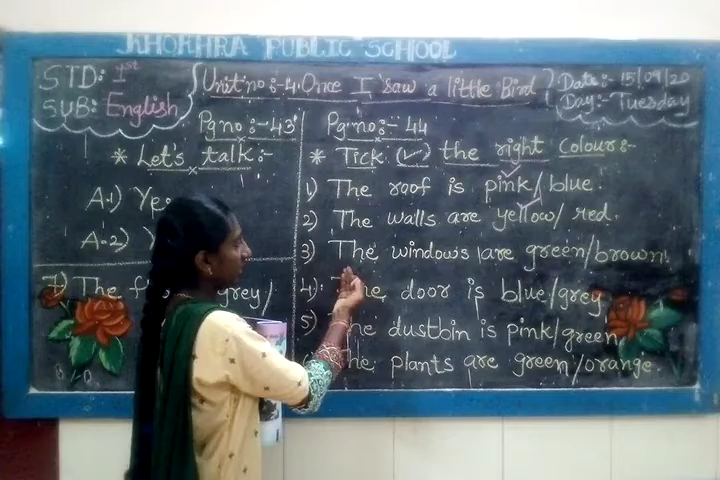 KHOKHRA PUBLIC SCHOOL
STD: Ist
SUB: English
Unit no :- 4. Once I saw a little Bird
Date:- 15/09/20
Day:- Tuesday
Pg no :- 43
* Let's talk :-
A.1) Ye
A.2) Y
7) The f grey/
Pg no :- 44
* Tick (✓) the right colour :-
1) The roof is pink/blue.
2) The walls are yellow/red.
3) The windows are green/brown.
4) The door is blue/grey
5) The dustbin is pink/green
The plants are green/orange.